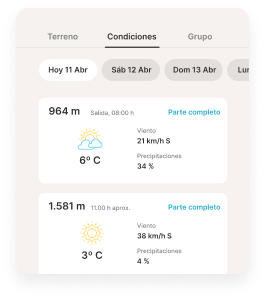 Terreno Condiciones Grupo
Hoy 11 Abr Sáb 12 Abr Dom 13 Abr Lun
964 m Salida, 08:00 h Parte completo
Viento
21 km/h S
Precipitaciones
6º C
34 %
1.581 m 11.00 h aprox. Parte completo
Viento
38 km/h S
Precipitaciones
3º C
4 %